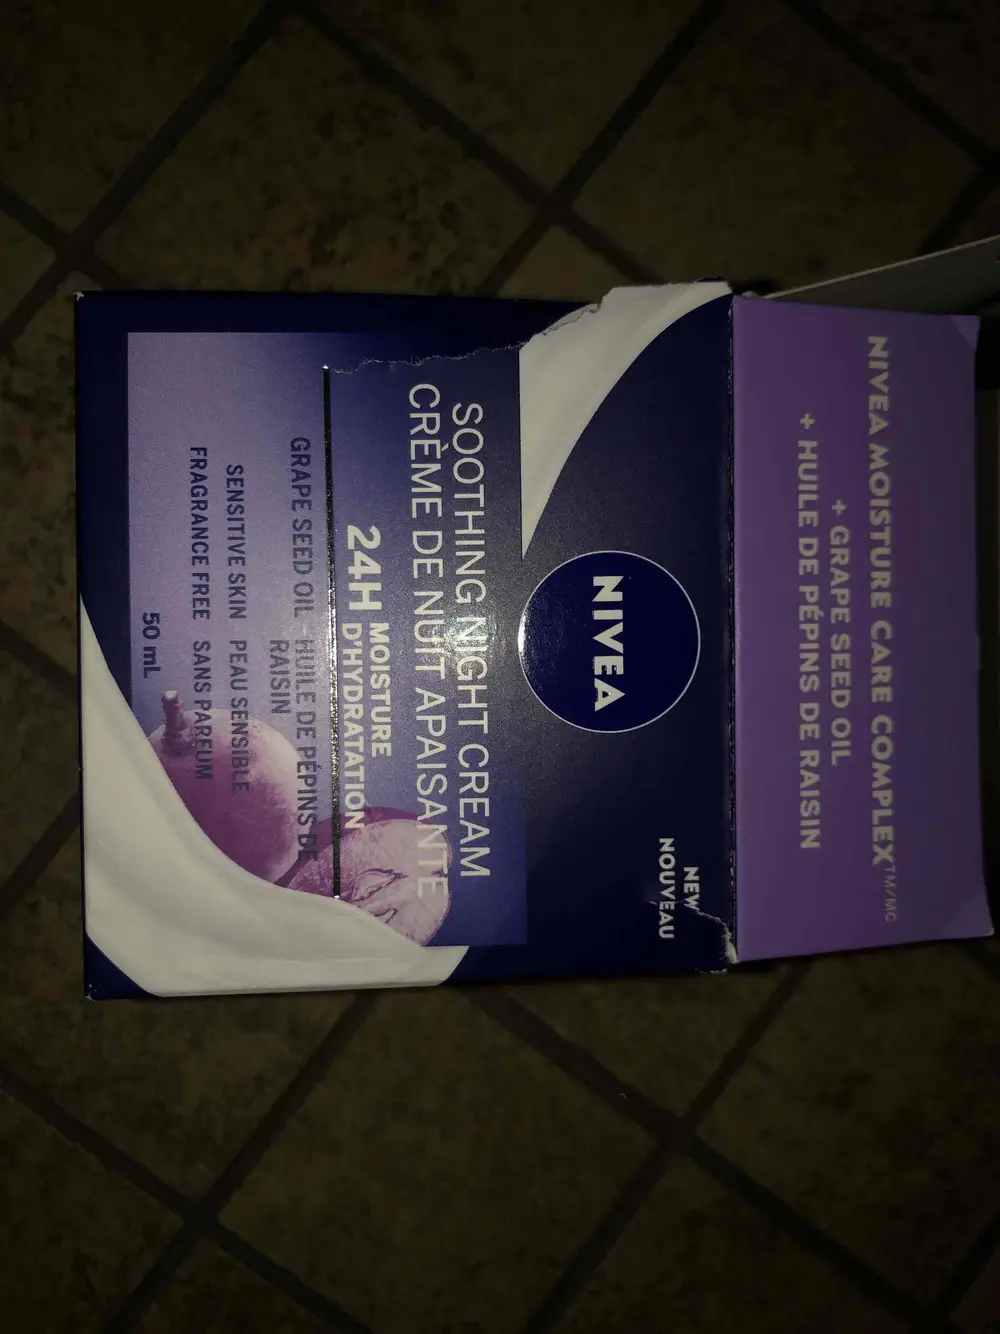 NIVEA MOISTURE CARE COMPLEX™/MC
+ GRAPE SEED OIL
+ HUILE DE PÉPINS DE RAISIN
NEW
NOUVEAU
NIVEA
SOOTHING NIGHT CREAM
CRÈME DE NUIT APAISANTE
24H MOISTURE
D'HYDRATATION
GRAPE SEED OIL HUILE DE PÉPINS DE
RAISIN
SENSITIVE SKIN PEAU SENSIBLE
FRAGRANCE FREE SANS PARFUM
50 mL